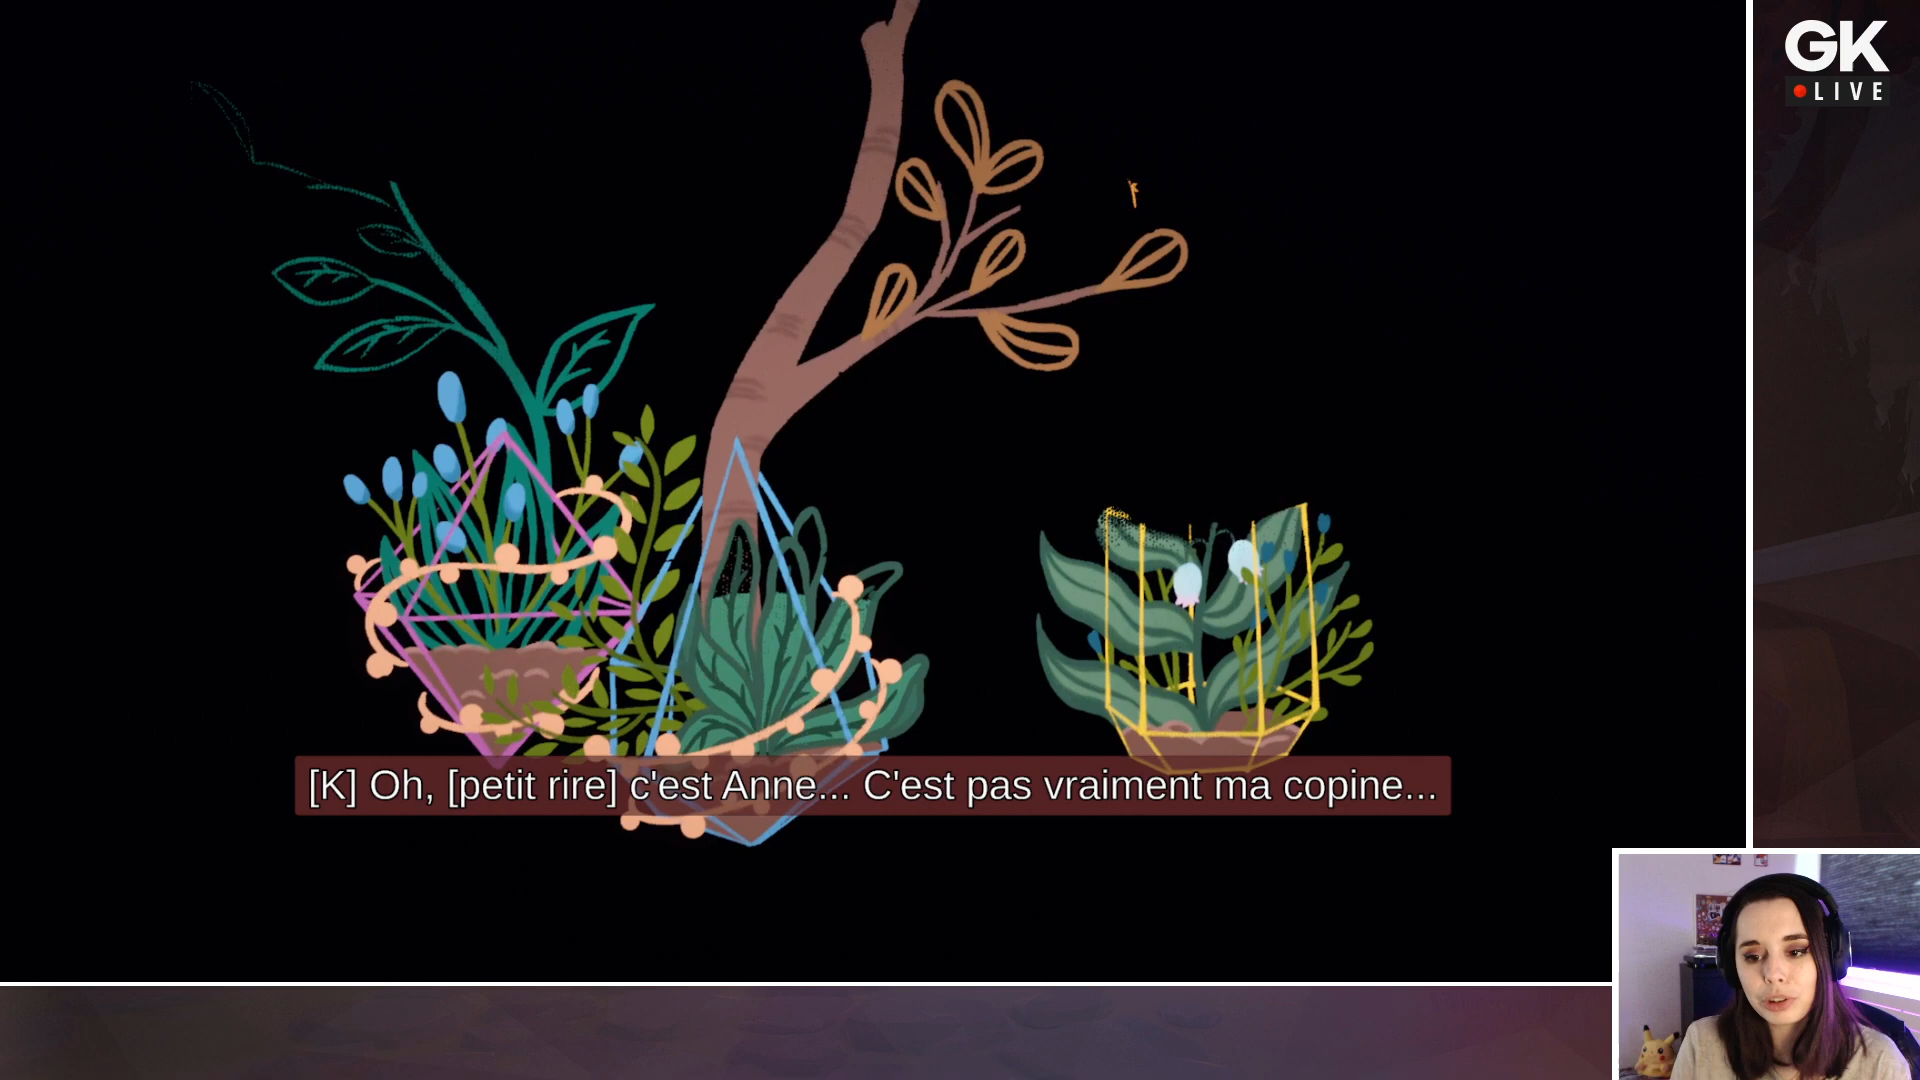 GK
LIVE
[K] Oh, [petit rire] c'est Anne... C'est pas vraiment ma copine...